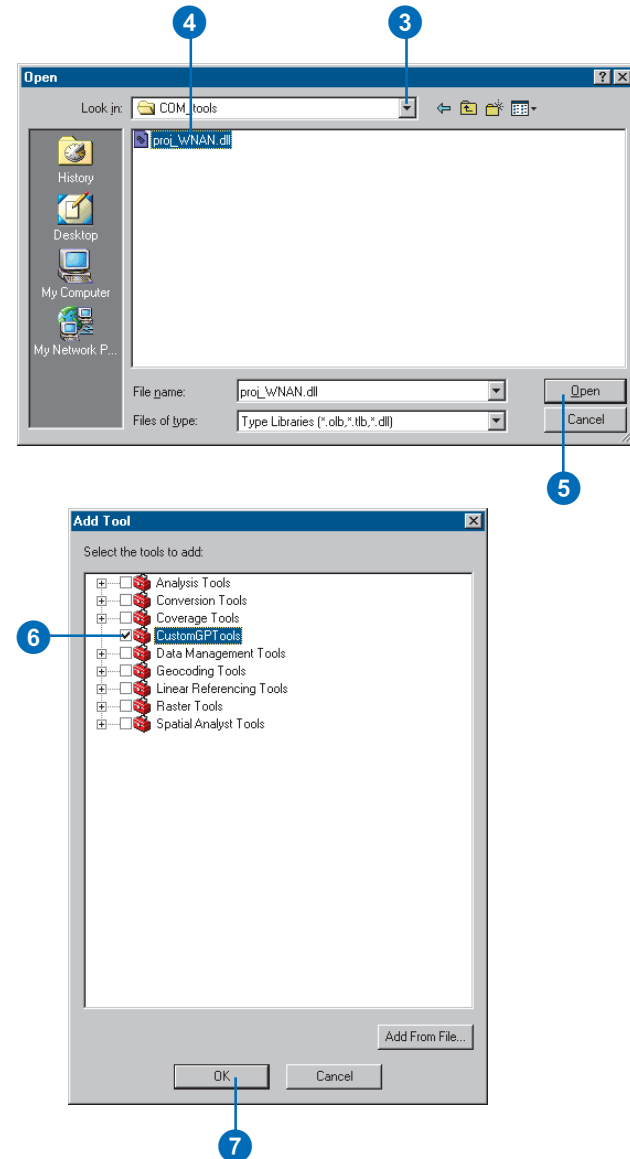 4
3
Open
Look in: COM_tools
proj_WNAN.dll
History
Desktop
My Computer
My Network P...
File name: proj_WNAN.dll
Open
Files of type: Type Libraries (*.olb,*.tlb,*.dll)
Cancel
5
Add Tool
Select the tools to add:
Analysis Tools
Conversion Tools
Coverage Tools
6
CustomGPTools
Data Management Tools
Geocoding Tools
Linear Referencing Tools
Raster Tools
Spatial Analyst Tools
Add From File...
OK
Cancel
7